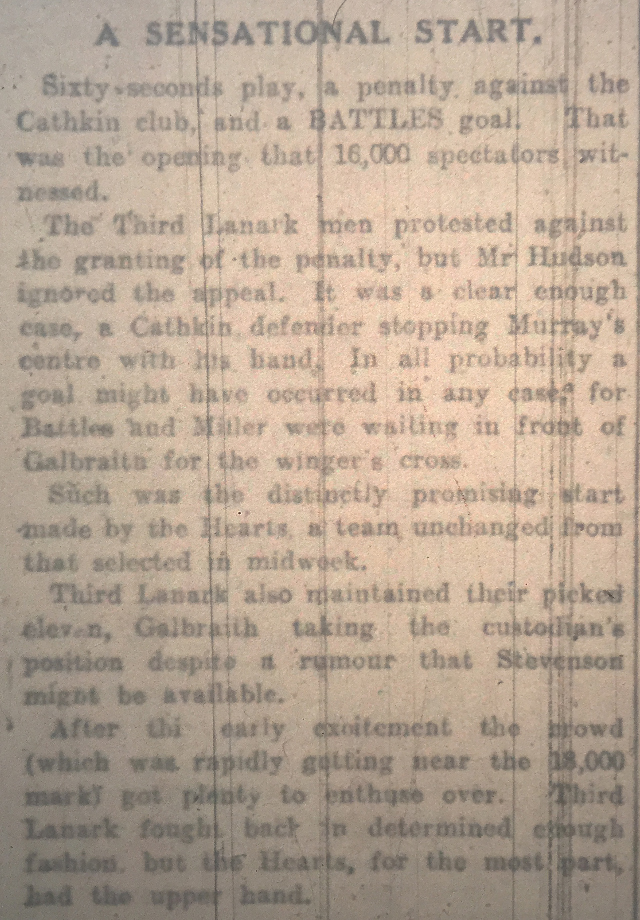 A SENSATIONAL START.
Sixty-seconds play, a penalty against the
Cathkin club, and a BATTLES goal. That
was the opening that 16,000 spectators wit-
nessed.
The Third Lanark men protested against
the granting of the penalty, but Mr Hudson
ignored the appeal. It was a clear enough
case, a Cathkin defender stopping Murray's
centre with his hand. In all probability a
goal might have occurred in any case, for
Battles and Miller were waiting in front of
Galbraith for the winger's cross.
Such was the distinctly promising start
made by the Hearts, a team unchanged from
that selected in midweek.
Third Lanark also maintained their picked
eleven, Galbraith taking the custodian's
position despite a rumour that Stevenson
might be available.
After thi early excitement the crowd
(which was rapidly getting near the 18,000
mark) got plenty to enthuse over. Third
Lanark fought back in determined enough
fashion, but the Hearts, for the most part,
had the upper hand.